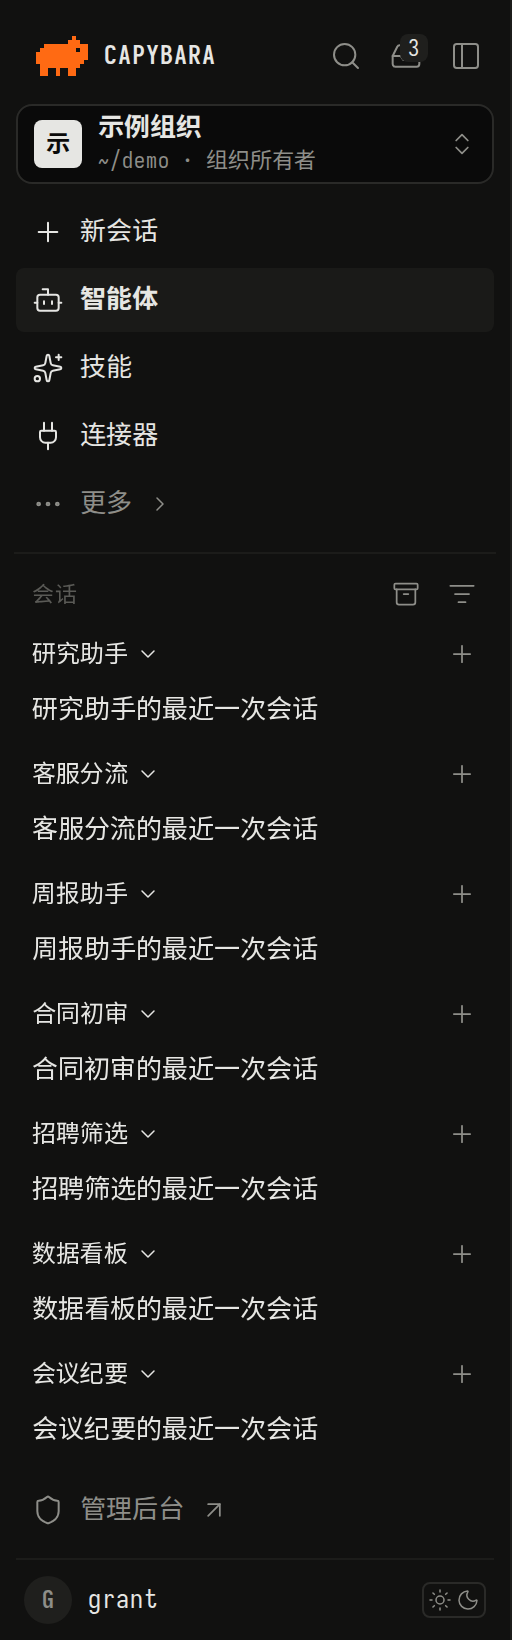 CAPYBARA
3
示
示例组织
~/demo · 组织所有者
新会话
智能体
技能
连接器
更多
会话
研究助手
研究助手的最近一次会话
客服分流
客服分流的最近一次会话
周报助手
周报助手的最近一次会话
合同初审
合同初审的最近一次会话
招聘筛选
招聘筛选的最近一次会话
数据看板
数据看板的最近一次会话
会议纪要
会议纪要的最近一次会话
管理后台
G
grant